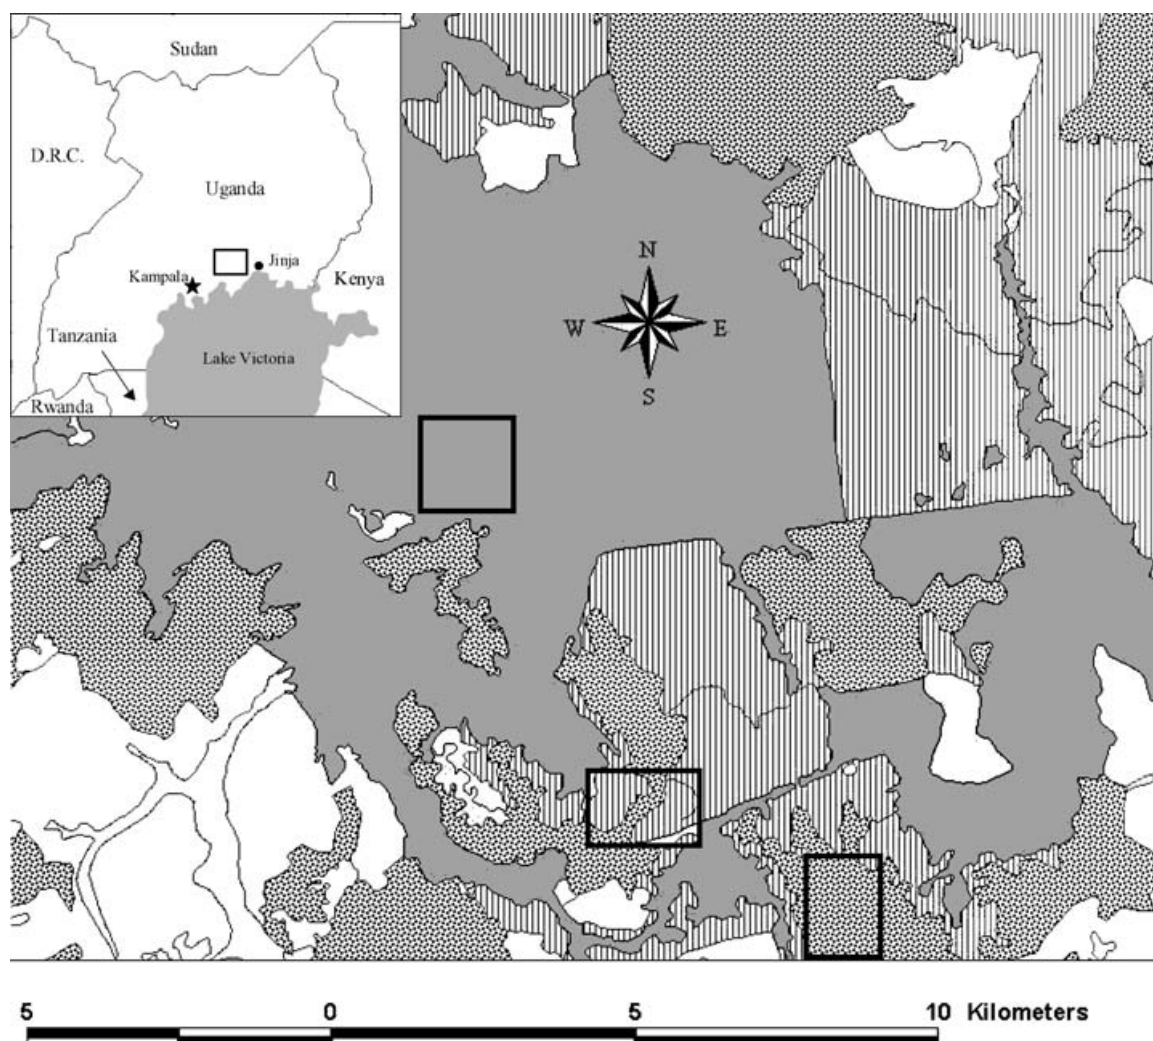 Sudan
D.R.C.
Uganda
Jinja
Kampala
Kenya
Tanzania
Lake Victoria
Rwanda
N
W E
S
5 0 5 10 Kilometers